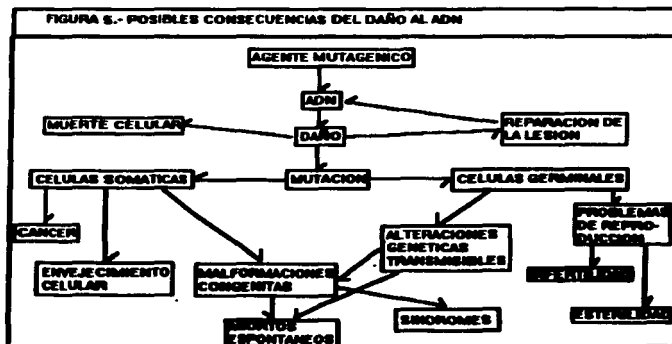 FIGURA 5.- POSIBLES CONSECUENCIAS DEL DAÑO AL ADN
AGENTE MUTAGENICO
ADN
MUERTE CELULAR
DAÑO
REPARACION DE
LA LESION
CELULAS SOMATICAS
MUTACION
CELULAS GERMINALES
CANCER
ENVEJECIMIENTO
CELULAR
MALFORMACIONES
CONGENITAS
ALTERACIONES
GENETICAS
TRANSMISIBLES
PROBLEMAS
DE REPRO-
DUCCION
INFERTILIDAD
ESTERILIDAD
ABORTOS
ESPONTANEOS
SINDROMES